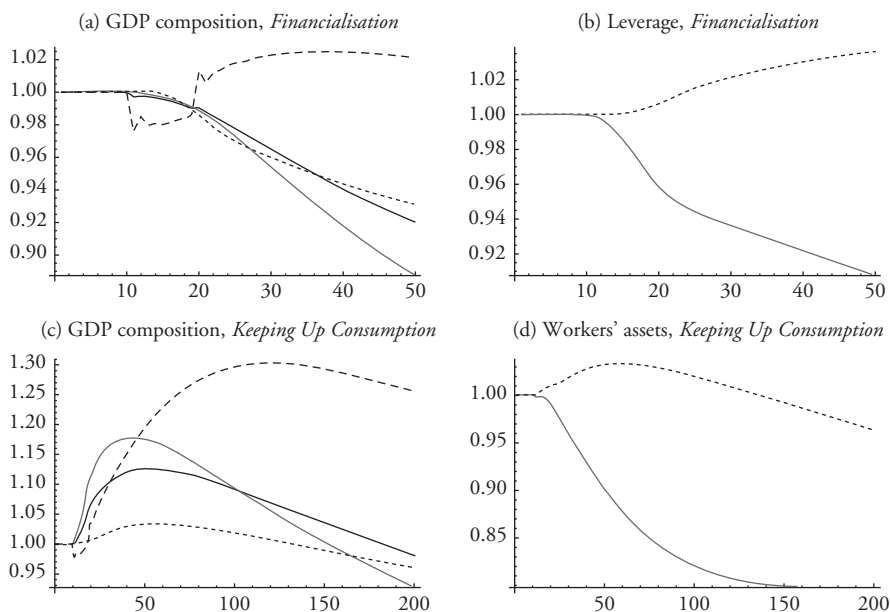 (a) GDP composition, Financialisation
1.02
1.00
0.98
0.96
0.94
0.92
0.90
10 20 30 40 50
(b) Leverage, Financialisation
1.02
1.00
0.98
0.96
0.94
0.92
10 20 30 40 50
(c) GDP composition, Keeping Up Consumption
1.30
1.20
1.10
1.05
1.00
0.95
50 100 150 200
(d) Workers’ assets, Keeping Up Consumption
1.00
0.95
0.90
0.85
50 100 150 200